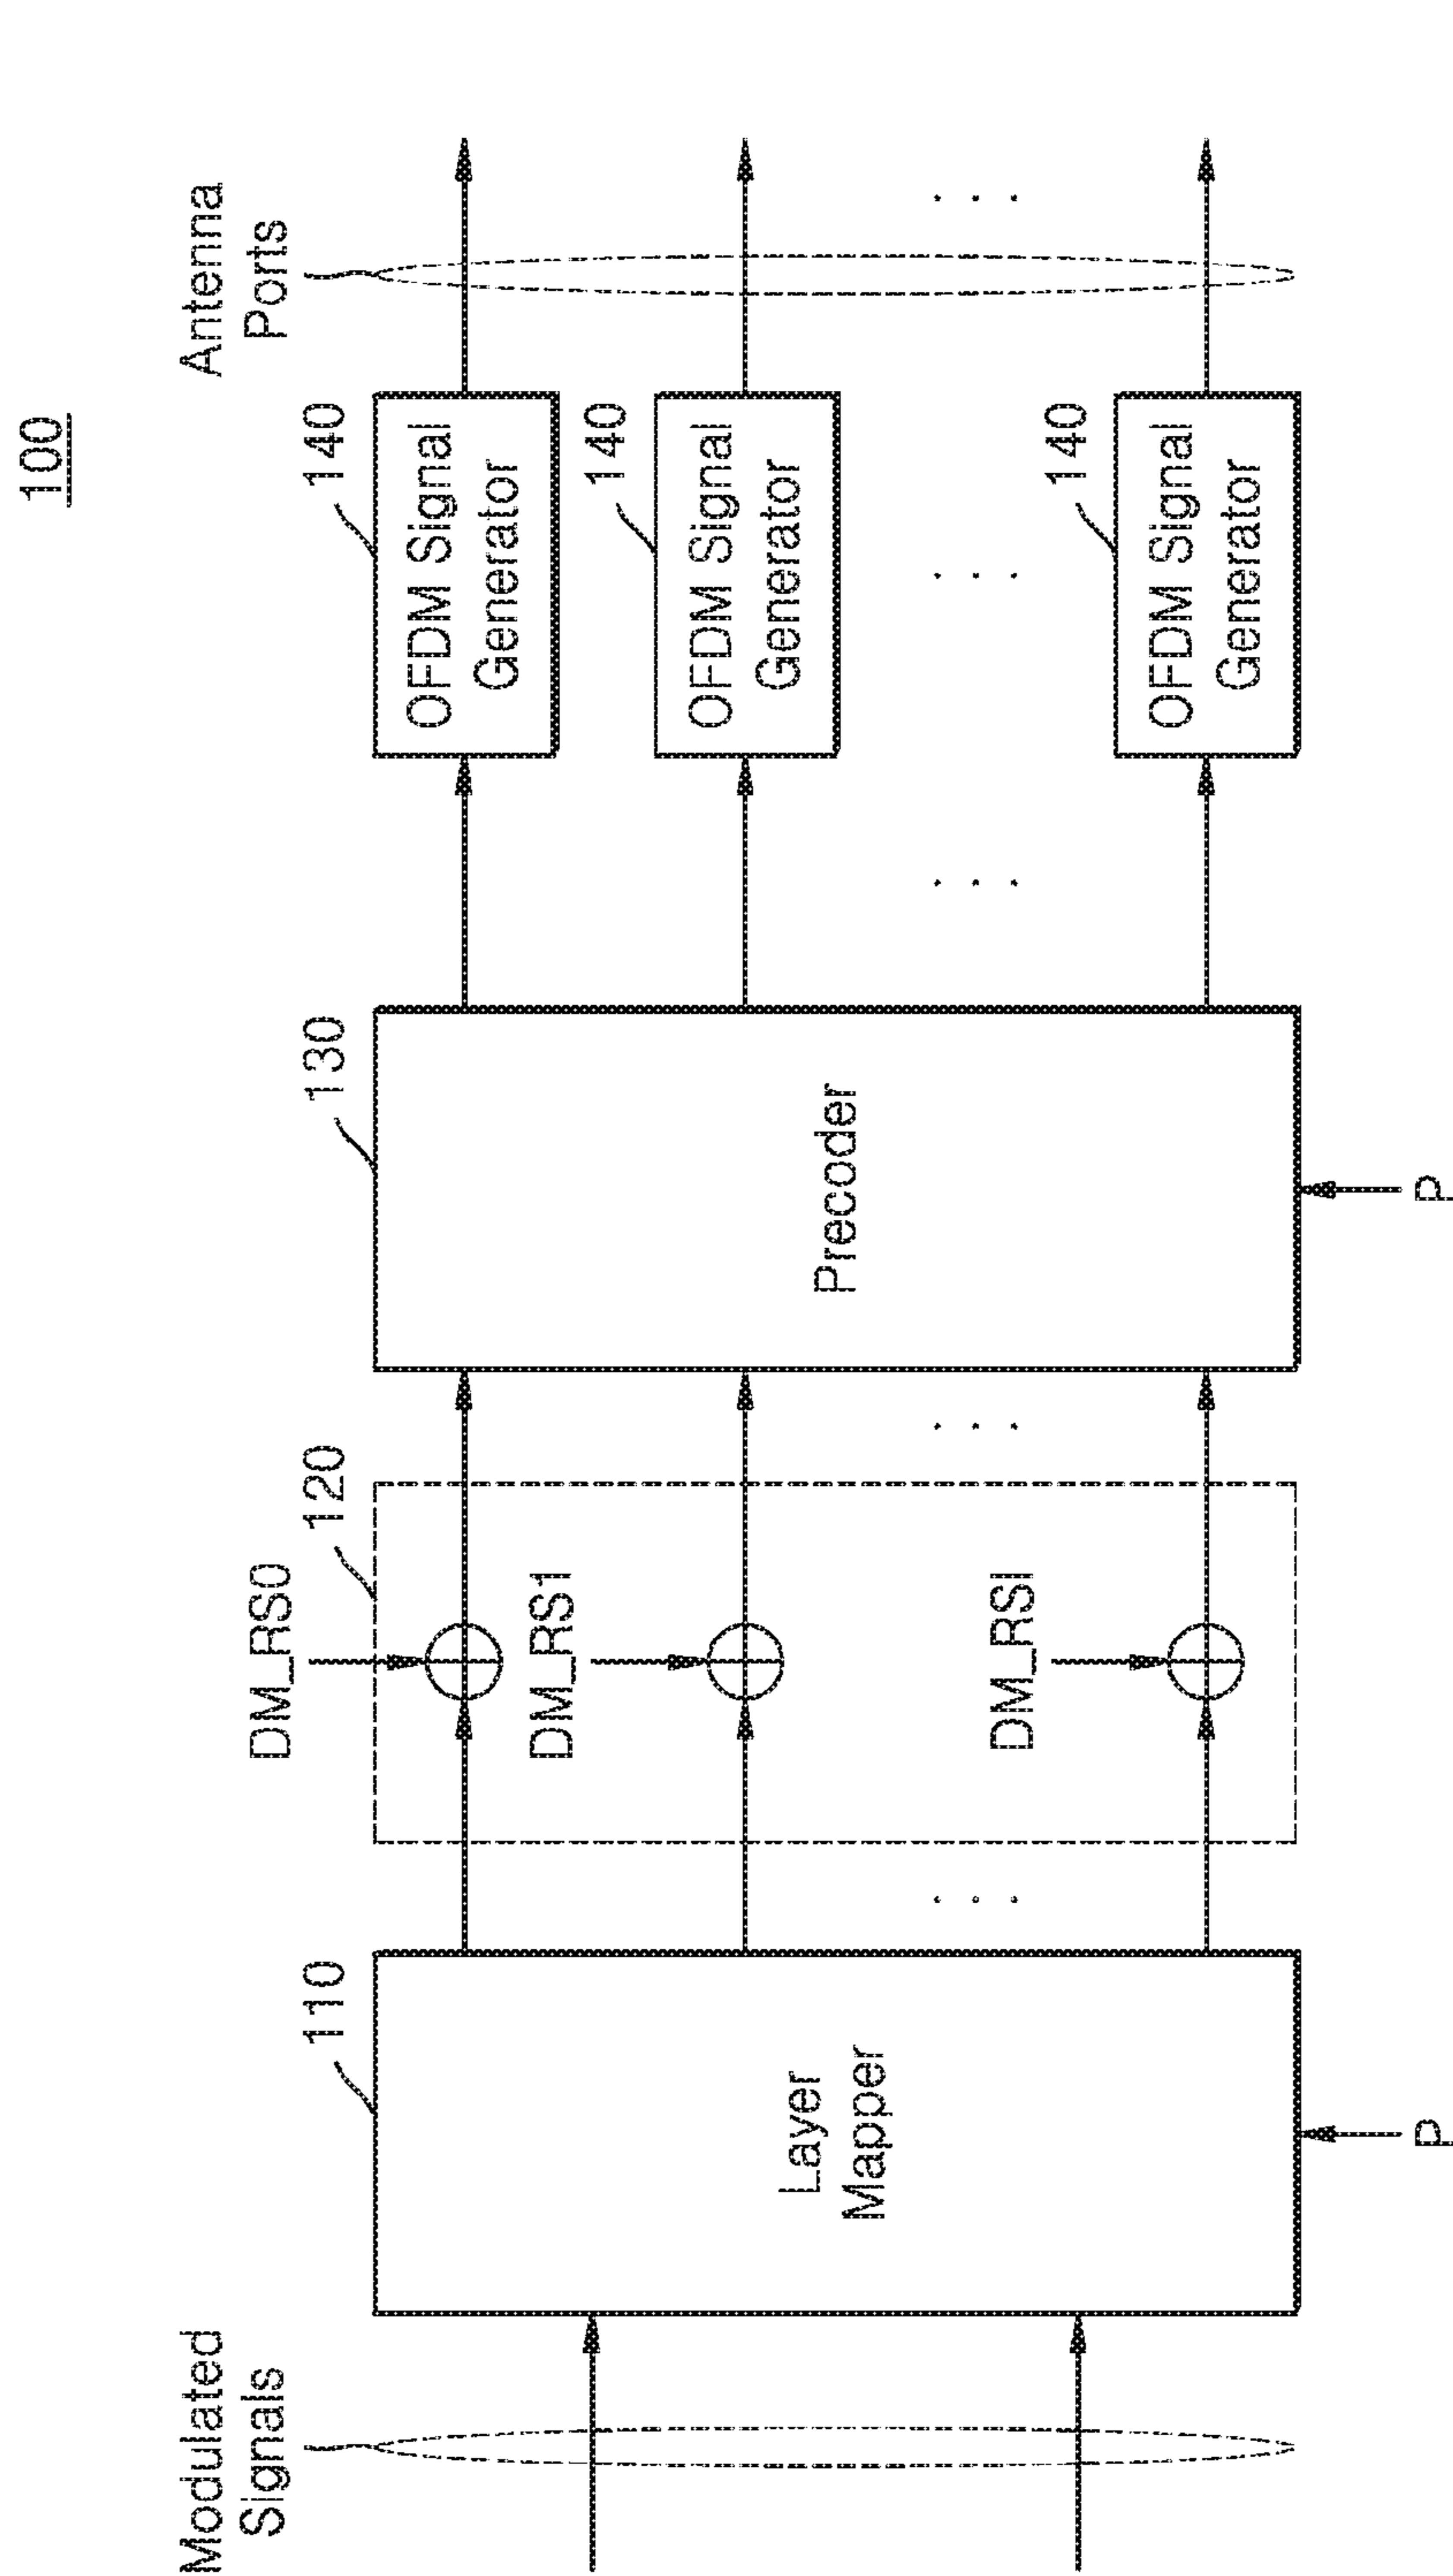 100
Modulated
Signals
110
Layer
Mapper
P
DM_RS0
120
DM_RS1
DM_RSl
130
Precoder
P
140
OFDM Signal
Generator
140
OFDM Signal
Generator
140
OFDM Signal
Generator
Antenna
Ports